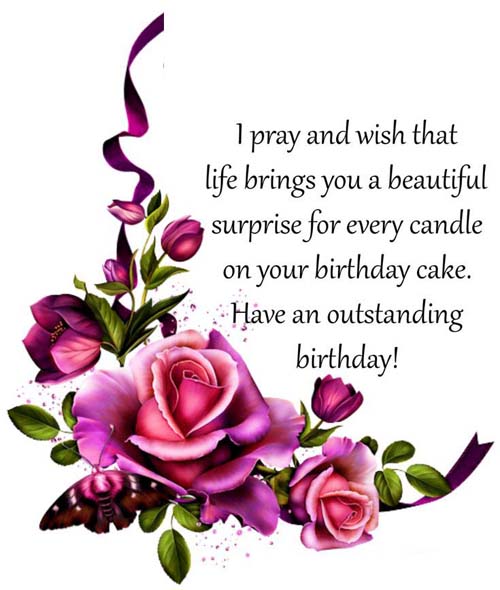 I pray and wish that
life brings you a beautiful
surprise for every candle
on your birthday cake.
Have an outstanding
birthday!